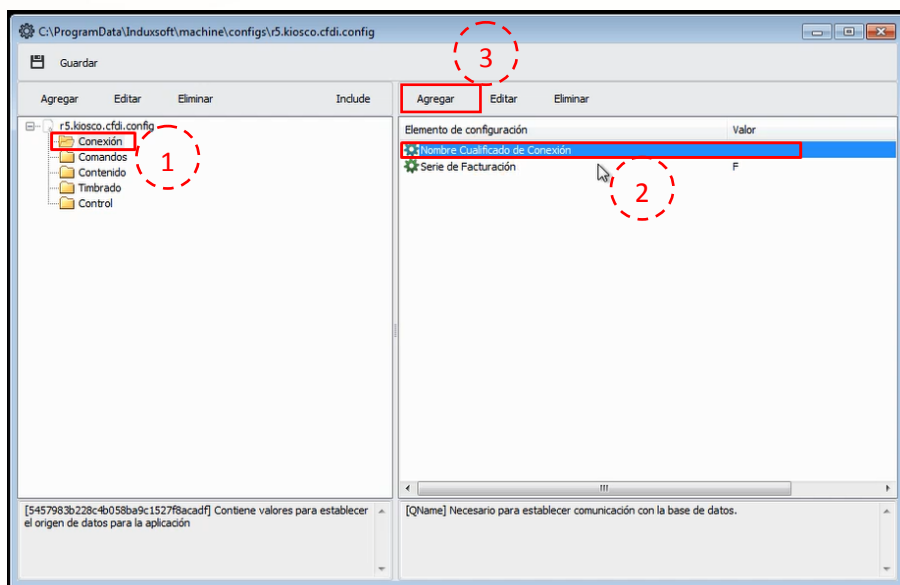 C:\ProgramData\Induxsoft\machine\configs\r5.kiosco.cfdi.config
Guardar
3
Agregar Editar Eliminar Include
Agregar Editar Eliminar
r5.kiosco.cfdi.config
Conexión
Comandos
Contenido
Timbrado
Control
1
Elemento de configuración Valor
Nombre Cualificado de Conexión
Serie de Facturación F
2
[5457983b228c4b058ba9c1527f8acadf] Contiene valores para establecer
el origen de datos para la aplicación
[QName] Necesario para establecer comunicación con la base de datos.